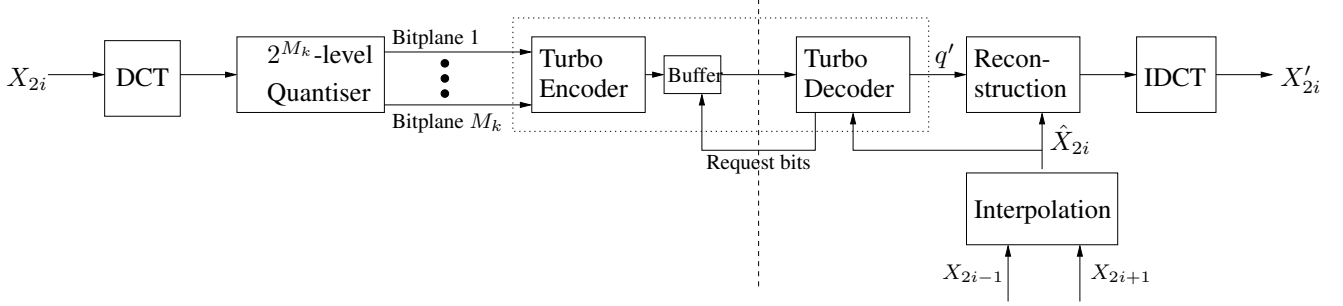 X_{2i}
DCT
2^{M_k}-level
Quantiser
Bitplane 1
Bitplane M_k
Turbo
Encoder
Buffer
Request bits
Turbo
Decoder
q′
Recon-
struction
IDCT
X′_{2i}
X̂_{2i}
Interpolation
X_{2i−1}
X_{2i+1}